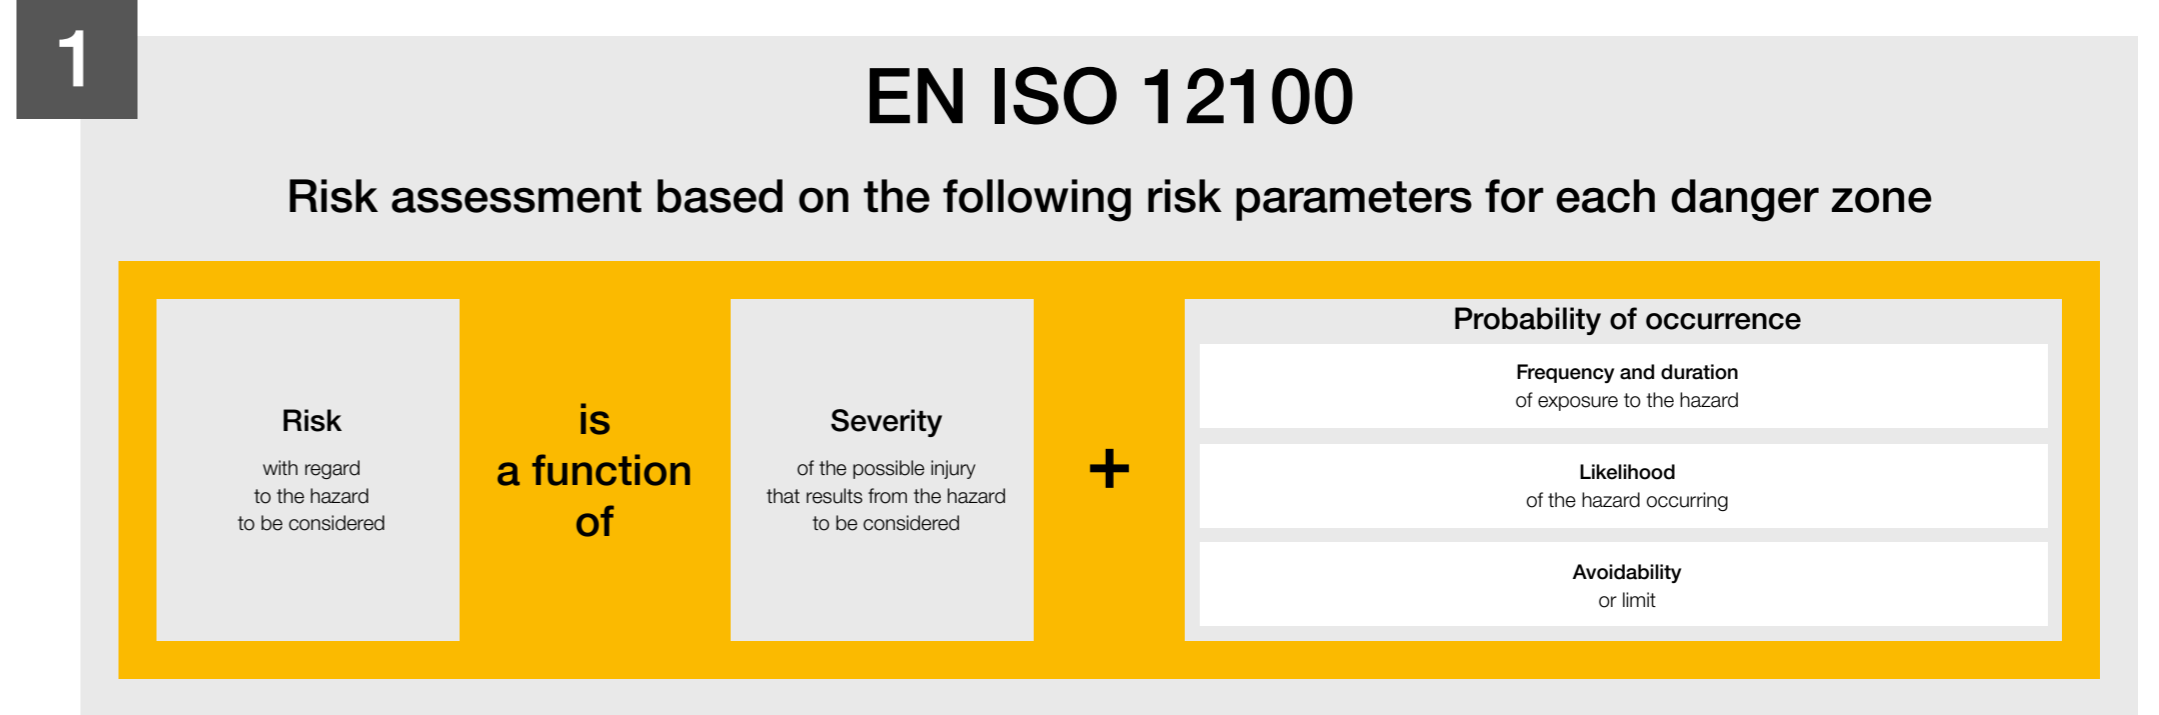 1
EN ISO 12100
Risk assessment based on the following risk parameters for each danger zone
Risk
with regard
to the hazard
to be considered
is
a function
of
Severity
of the possible injury
that results from the hazard
to be considered
+
Probability of occurrence
Frequency and duration
of exposure to the hazard
Likelihood
of the hazard occurring
Avoidability
or limit